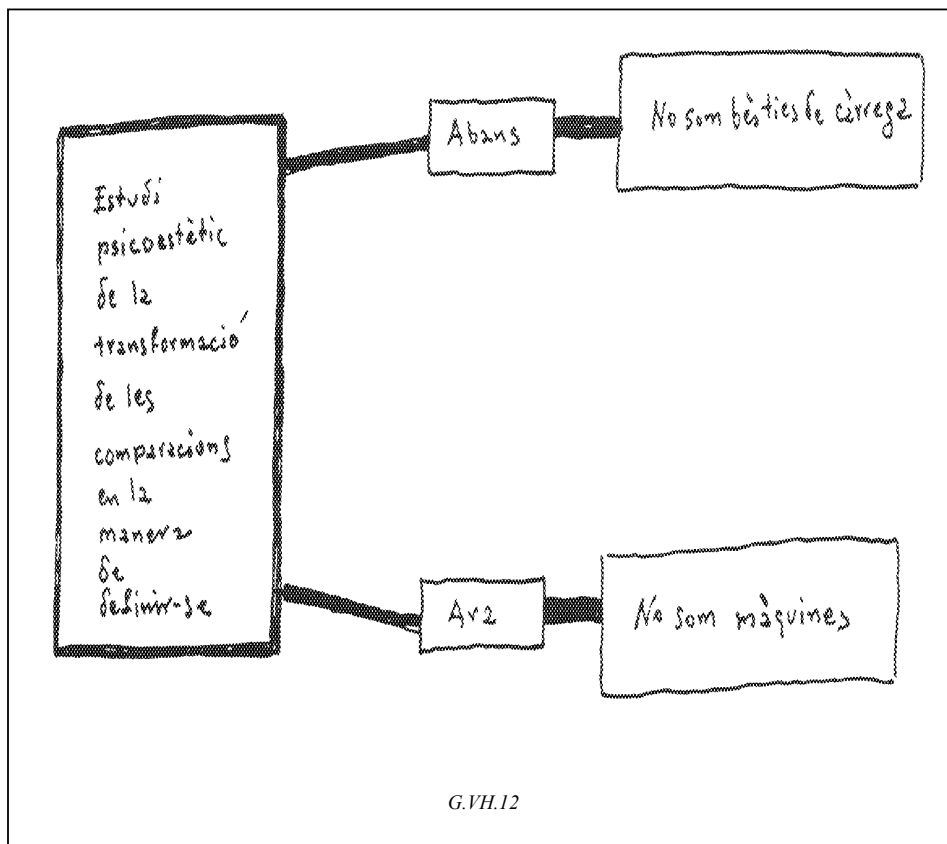 Estudi
psicoestètic
de la
transformació
de les
comparacions
en la
manera
de
definir-se
Abans
No som bèsties de càrrega
Ara
No som màquines
G.VH.12